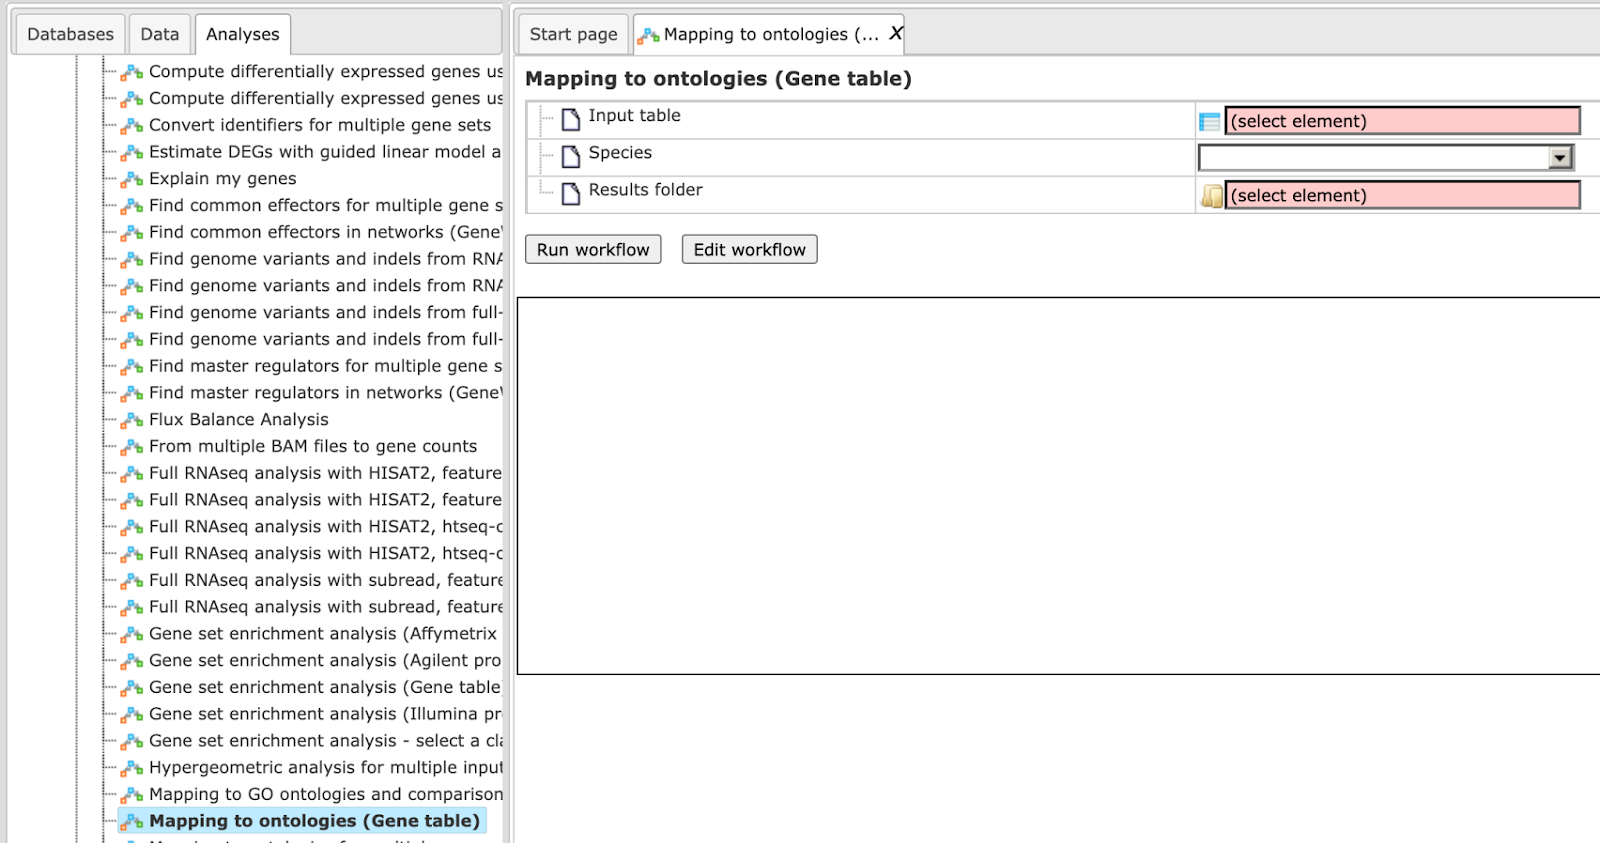 Databases
Data
Analyses
Compute differentially expressed genes us
Compute differentially expressed genes us
Convert identifiers for multiple gene sets
Estimate DEGs with guided linear model a
Explain my genes
Find common effectors for multiple gene s
Find common effectors in networks (Gene
Find genome variants and indels from RNA
Find genome variants and indels from RNA
Find genome variants and indels from full-
Find genome variants and indels from full-
Find master regulators for multiple gene s
Find master regulators in networks (Gene
Flux Balance Analysis
From multiple BAM files to gene counts
Full RNAseq analysis with HISAT2, feature
Full RNAseq analysis with HISAT2, feature
Full RNAseq analysis with HISAT2, htseq-c
Full RNAseq analysis with HISAT2, htseq-c
Full RNAseq analysis with subread, feature
Full RNAseq analysis with subread, feature
Gene set enrichment analysis (Affymetrix
Gene set enrichment analysis (Agilent pro
Gene set enrichment analysis (Gene table)
Gene set enrichment analysis (Illumina pr
Gene set enrichment analysis - select a cla
Hypergeometric analysis for multiple input
Mapping to GO ontologies and comparison
Mapping to ontologies (Gene table)
Start page
Mapping to ontologies (... X
Mapping to ontologies (Gene table)
Input table
(select element)
Species
Results folder
(select element)
Run workflow
Edit workflow